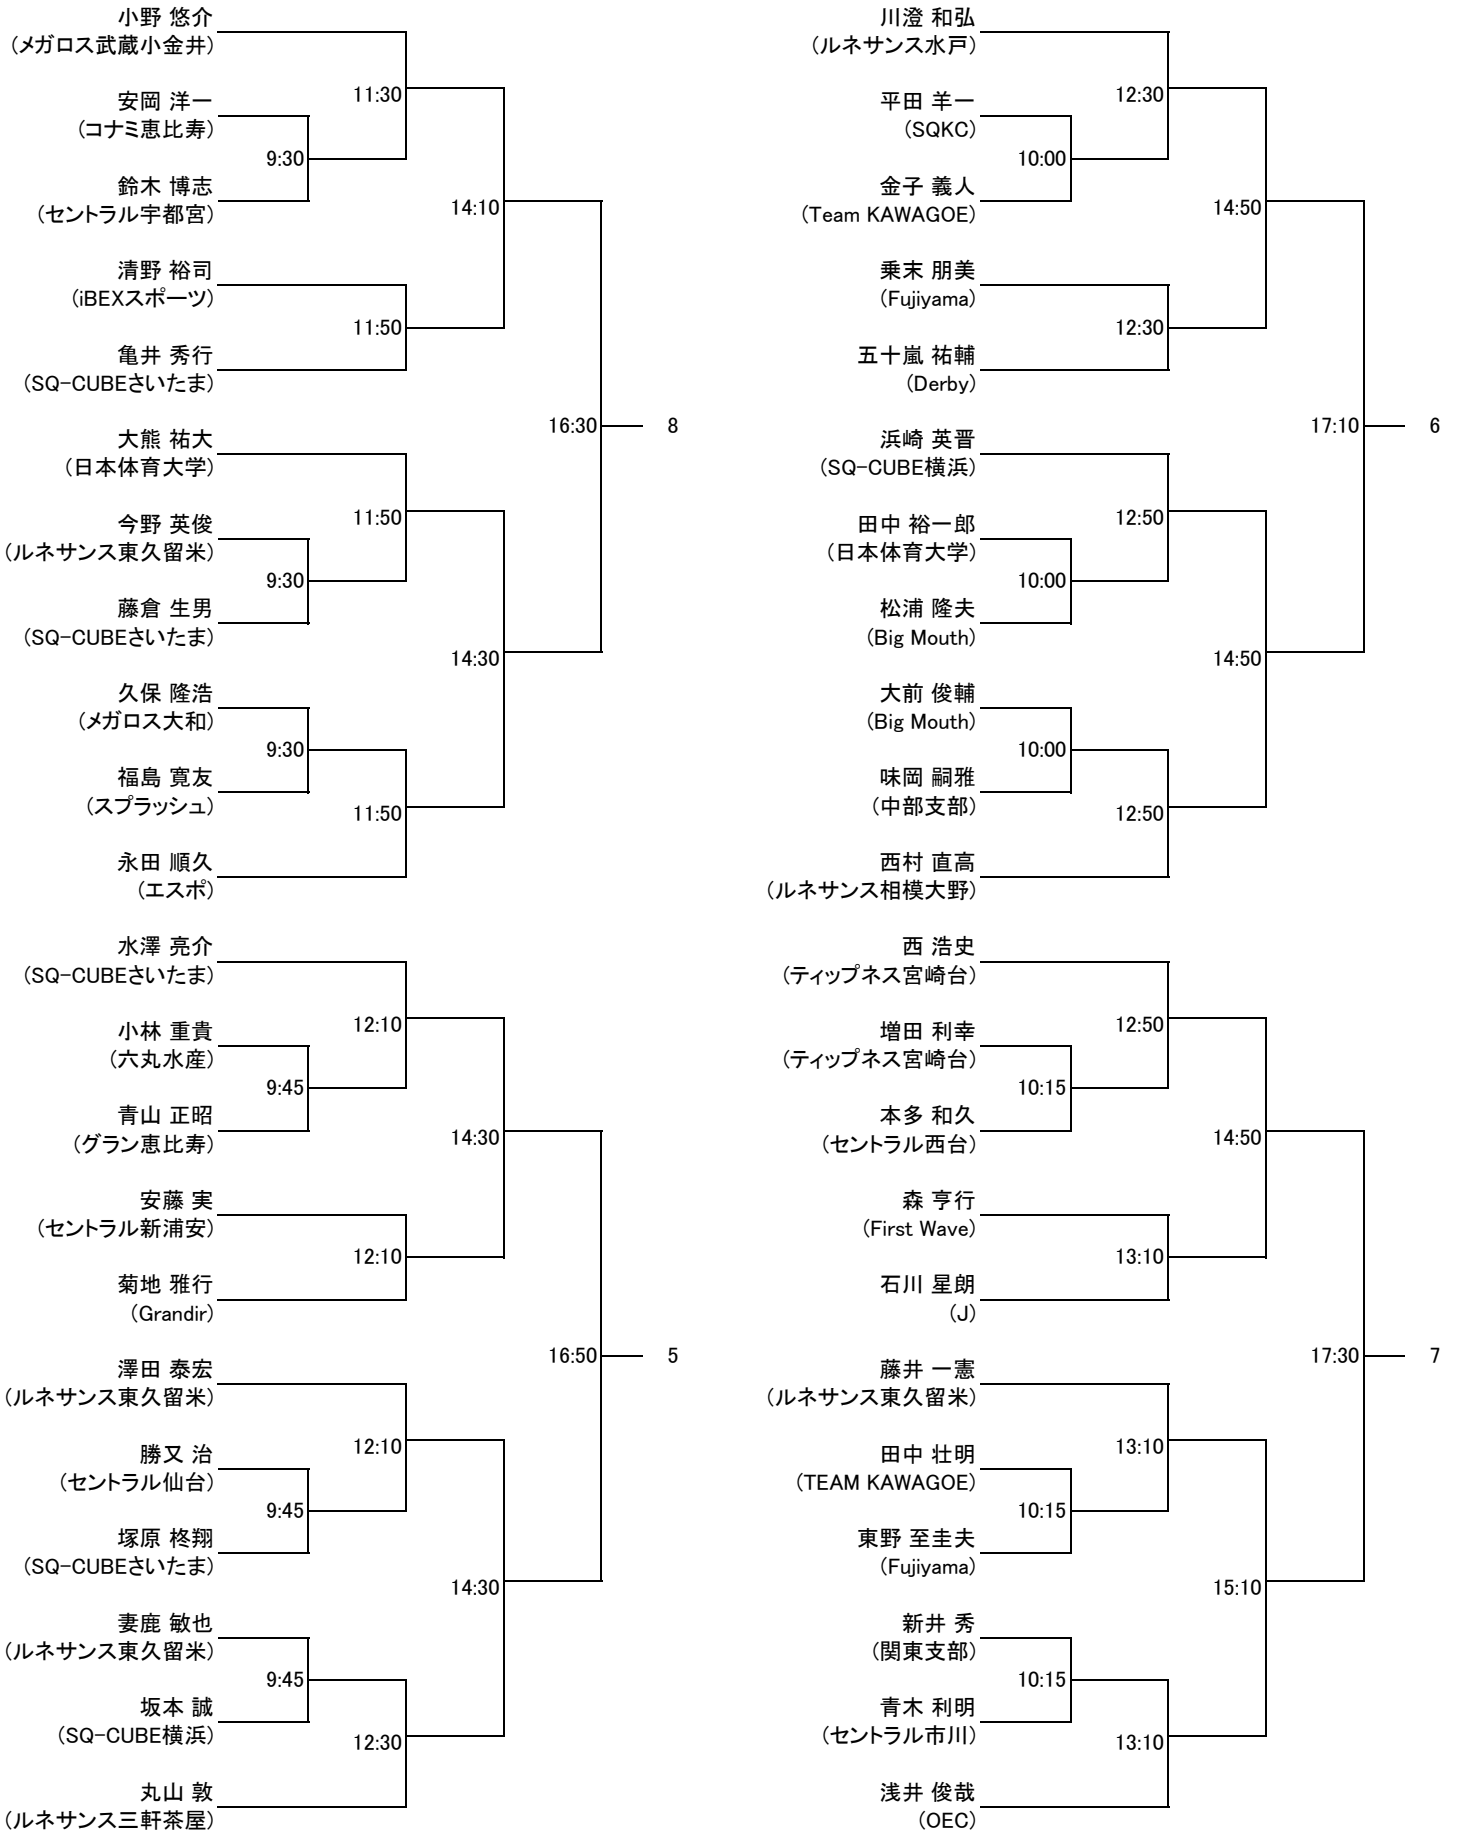 小野 悠介
(メガロス武蔵小金井)
11:30
安岡 洋一
(コナミ恵比寿)
9:30
鈴木 博志
(セントラル宇都宮)
14:10
清野 裕司
(iBEXスポーツ)
11:50
亀井 秀行
(SQ-CUBEさいたま)
16:30
8
大熊 祐大
(日本体育大学)
11:50
今野 英俊
(ルネサンス東久留米)
9:30
藤倉 生男
(SQ-CUBEさいたま)
14:30
久保 隆浩
(メガロス大和)
9:30
福島 寛友
(スプラッシュ)
11:50
永田 順久
(エスポ)
水澤 亮介
(SQ-CUBEさいたま)
12:10
小林 重貴
(六丸水産)
9:45
青山 正昭
(グラン恵比寿)
14:30
安藤 実
(セントラル新浦安)
12:10
菊地 雅行
(Grandir)
16:50
5
澤田 泰宏
(ルネサンス東久留米)
12:10
勝又 治
(セントラル仙台)
9:45
塚原 柊翔
(SQ-CUBEさいたま)
14:30
妻鹿 敏也
(ルネサンス東久留米)
9:45
坂本 誠
(SQ-CUBE横浜)
12:30
丸山 敦
(ルネサンス三軒茶屋)
川澄 和弘
(ルネサンス水戸)
12:30
平田 羊一
(SQKC)
10:00
金子 義人
(Team KAWAGOE)
14:50
乗末 朋美
(Fujiyama)
12:30
五十嵐 祐輔
(Derby)
17:10
6
浜崎 英晋
(SQ-CUBE横浜)
12:50
田中 裕一郎
(日本体育大学)
10:00
松浦 隆夫
(Big Mouth)
14:50
大前 俊輔
(Big Mouth)
10:00
味岡 嗣雅
(中部支部)
12:50
西村 直高
(ルネサンス相模大野)
西 浩史
(ティップネス宮崎台)
12:50
増田 利幸
(ティップネス宮崎台)
10:15
本多 和久
(セントラル西台)
14:50
森 亨行
(First Wave)
13:10
石川 星朗
(J)
17:30
7
藤井 一憲
(ルネサンス東久留米)
13:10
田中 壮明
(TEAM KAWAGOE)
10:15
東野 至圭夫
(Fujiyama)
15:10
新井 秀
(関東支部)
10:15
青木 利明
(セントラル市川)
13:10
浅井 俊哉
(OEC)